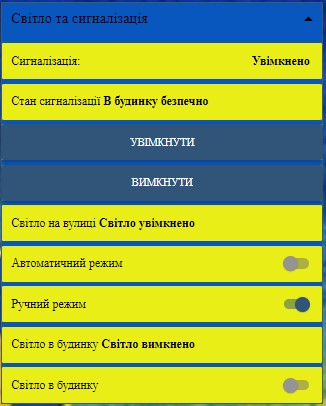 Світло та сигналізація
Сигналізація: Увімкнено
Стан сигналізації В будинку безпечно
УВІМКНУТИ
ВИМКНУТИ
Світло на вулиці Світло увімкнено
Автоматичний режим
Ручний режим
Світло в будинку Світло вимкнено
Світло в будинку